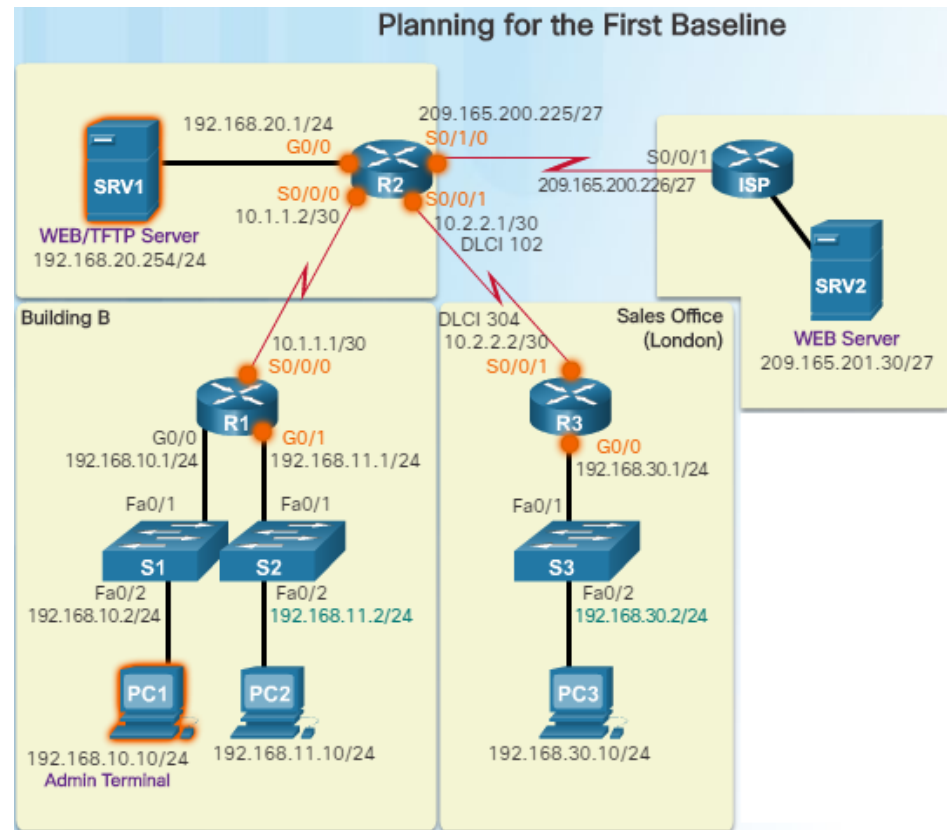 Planning for the First Baseline
192.168.20.1/24
G0/0
SRV1
WEB/TFTP Server
192.168.20.254/24
R2
S0/0/0
10.1.1.2/30
209.165.200.225/27
S0/1/0
S0/0/1
10.2.2.1/30
DLCI 102
S0/0/1
209.165.200.226/27
ISP
SRV2
WEB Server
209.165.201.30/27
Building B
10.1.1.1/30
S0/0/0
R1
G0/0
192.168.10.1/24
G0/1
192.168.11.1/24
Fa0/1
Fa0/1
S1
S2
Fa0/2
192.168.10.2/24
Fa0/2
192.168.11.2/24
PC1
PC2
192.168.10.10/24
Admin Terminal
192.168.11.10/24
Sales Office
(London)
DLCI 304
10.2.2.2/30
S0/0/1
R3
G0/0
192.168.30.1/24
Fa0/1
S3
Fa0/2
192.168.30.2/24
PC3
192.168.30.10/24